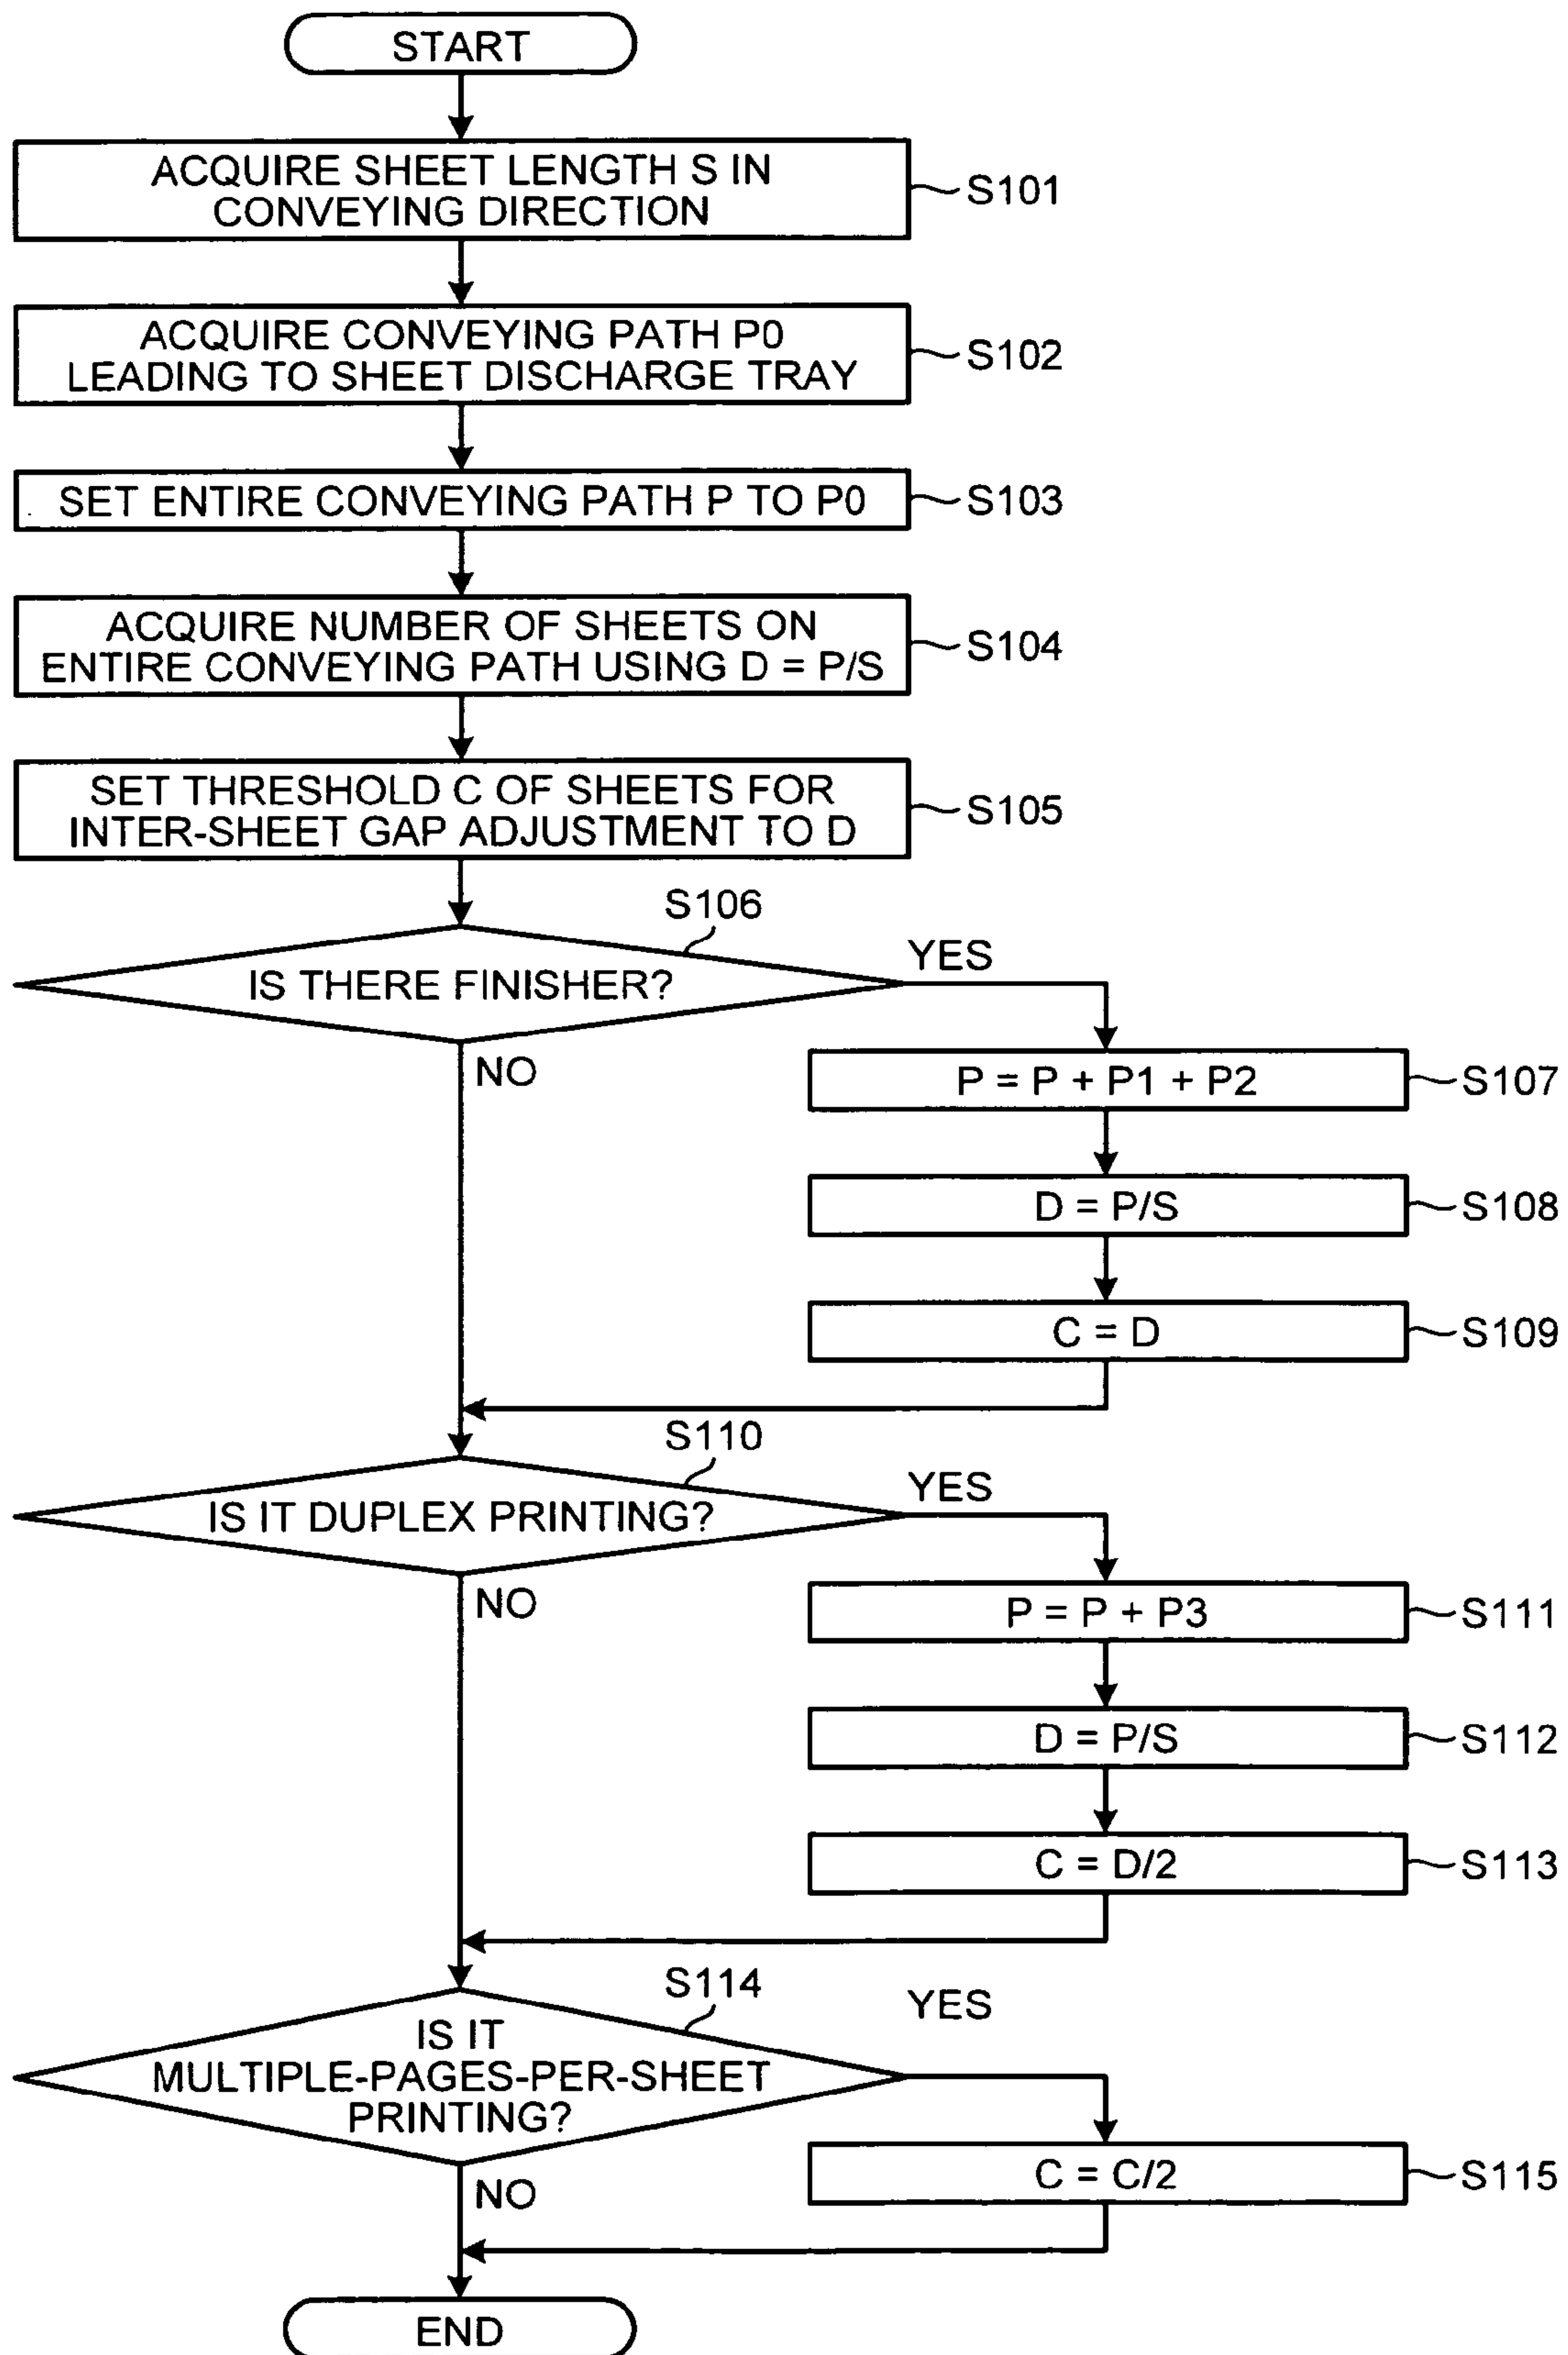 START
ACQUIRE SHEET LENGTH S IN
CONVEYING DIRECTION
S101
ACQUIRE CONVEYING PATH P0
LEADING TO SHEET DISCHARGE TRAY
S102
SET ENTIRE CONVEYING PATH P TO P0
S103
ACQUIRE NUMBER OF SHEETS ON
ENTIRE CONVEYING PATH USING D = P/S
S104
SET THRESHOLD C OF SHEETS FOR
INTER-SHEET GAP ADJUSTMENT TO D
S105
S106
IS THERE FINISHER?
YES
NO
P = P + P1 + P2
S107
D = P/S
S108
C = D
S109
S110
IS IT DUPLEX PRINTING?
YES
NO
P = P + P3
S111
D = P/S
S112
C = D/2
S113
S114
IS IT
MULTIPLE-PAGES-PER-SHEET
PRINTING?
YES
NO
C = C/2
S115
END